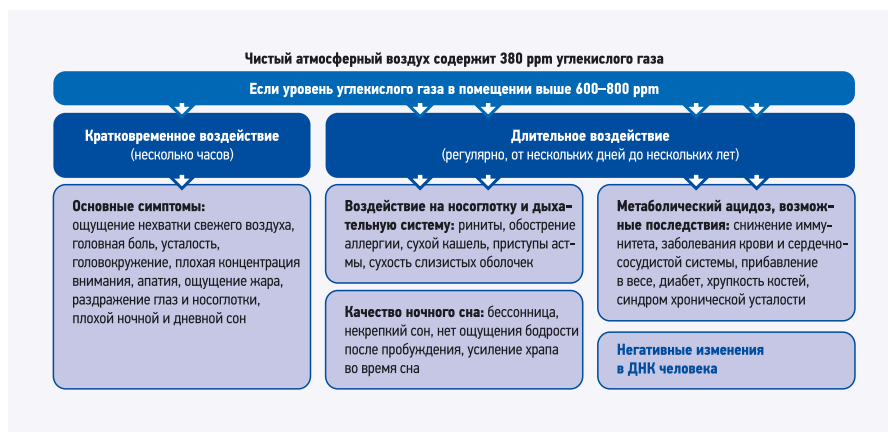 Чистый атмосферный воздух содержит 380 ppm углекислого газа
Если уровень углекислого газа в помещении выше 600–800 ppm
Кратковременное воздействие
(несколько часов)
Длительное воздействие
(регулярно, от нескольких дней до нескольких лет)
Основные симптомы:
ощущение нехватки свежего воздуха,
головная боль, усталость,
головокружение, плохая концентрация
внимания, апатия, ощущение жара,
раздражение глаз и носоглотки,
плохой ночной и дневной сон
Воздействие на носоглотку и дыха-
тельную систему: риниты, обострение
аллергии, сухой кашель, приступы аст-
мы, сухость слизистых оболочек
Качество ночного сна: бессонница,
некрепкий сон, нет ощущения бодрости
после пробуждения, усиление храпа
во время сна
Метаболический ацидоз, возмож-
ные последствия: снижение имму-
нитета, заболевания крови и сердечно-
сосудистой системы, прибавление
в весе, диабет, хрупкость костей,
синдром хронической усталости
Негативные изменения
в ДНК человека